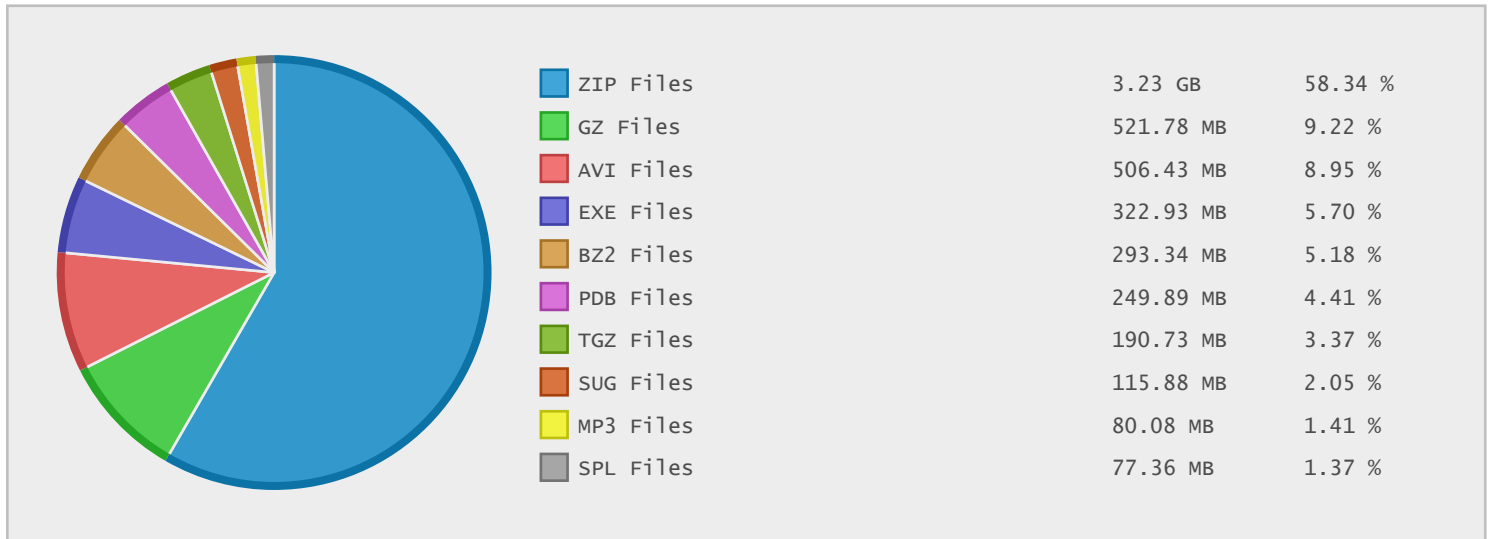 ZIP Files 3.23 GB 58.34 %
GZ Files 521.78 MB 9.22 %
AVI Files 506.43 MB 8.95 %
EXE Files 322.93 MB 5.70 %
BZ2 Files 293.34 MB 5.18 %
PDB Files 249.89 MB 4.41 %
TGZ Files 190.73 MB 3.37 %
SUG Files 115.88 MB 2.05 %
MP3 Files 80.08 MB 1.41 %
SPL Files 77.36 MB 1.37 %